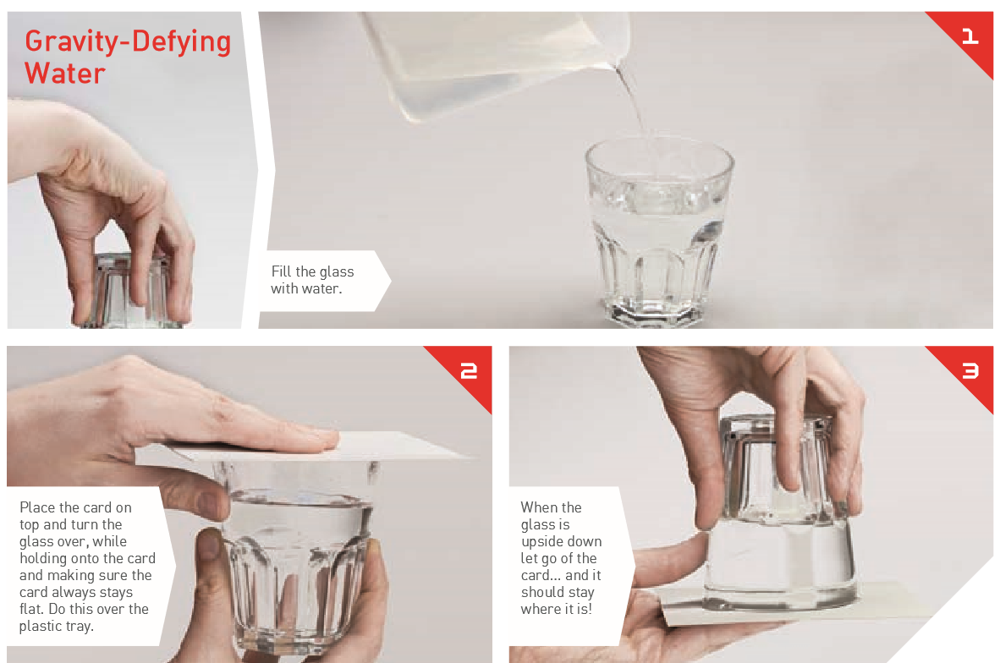 Gravity-Defying
Water
1
Fill the glass
with water.
2
Place the card on
top and turn the
glass over, while
holding onto the card
and making sure the
card always stays
flat. Do this over the
plastic tray.
3
When the
glass is
upside down
let go of the
card... and it
should stay
where it is!